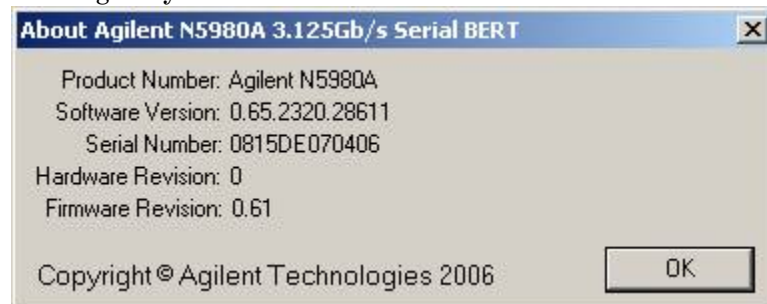 About Agilent N5980A 3.125Gb/s Serial BERT
Product Number: Agilent N5980A
Software Version: 0.65.2320.28611
Serial Number: 0815DE070406
Hardware Revision: 0
Firmware Revision: 0.61
Copyright © Agilent Technologies 2006
OK